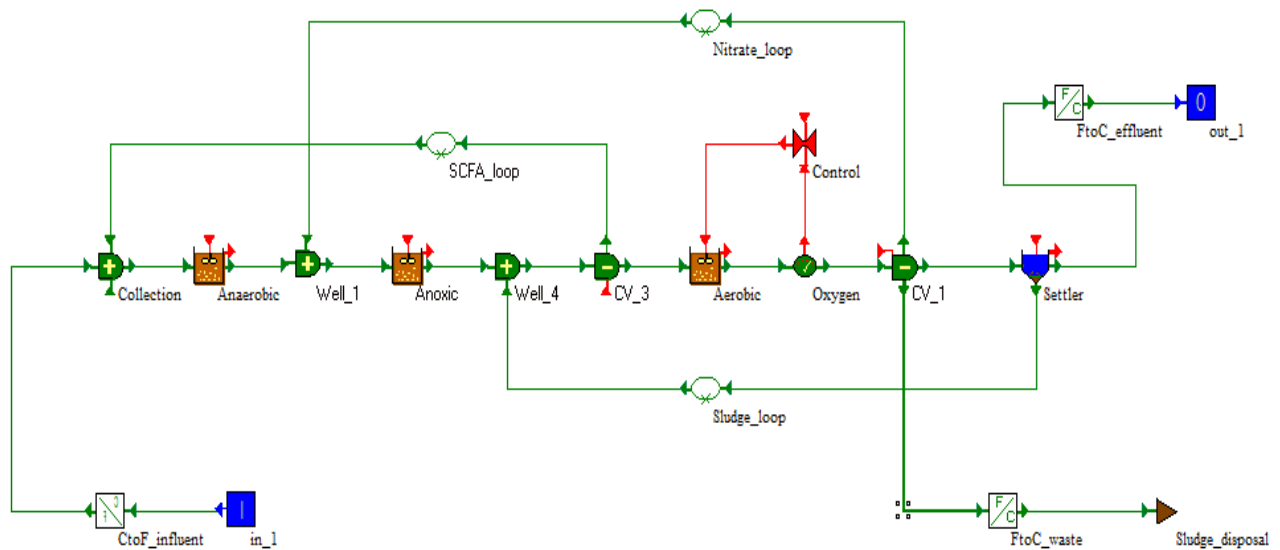 Nitrate_loop
F/C
0
FtoC_effluent
out_1
SCFA_loop
Control
Collection
Anaerobic
Well_1
Anoxic
Well_4
CV_3
Aerobic
Oxygen
CV_1
Settler
Sludge_loop
C/F
I
F/C
CtoF_influent
in_1
FtoC_waste
Sludge_disposal